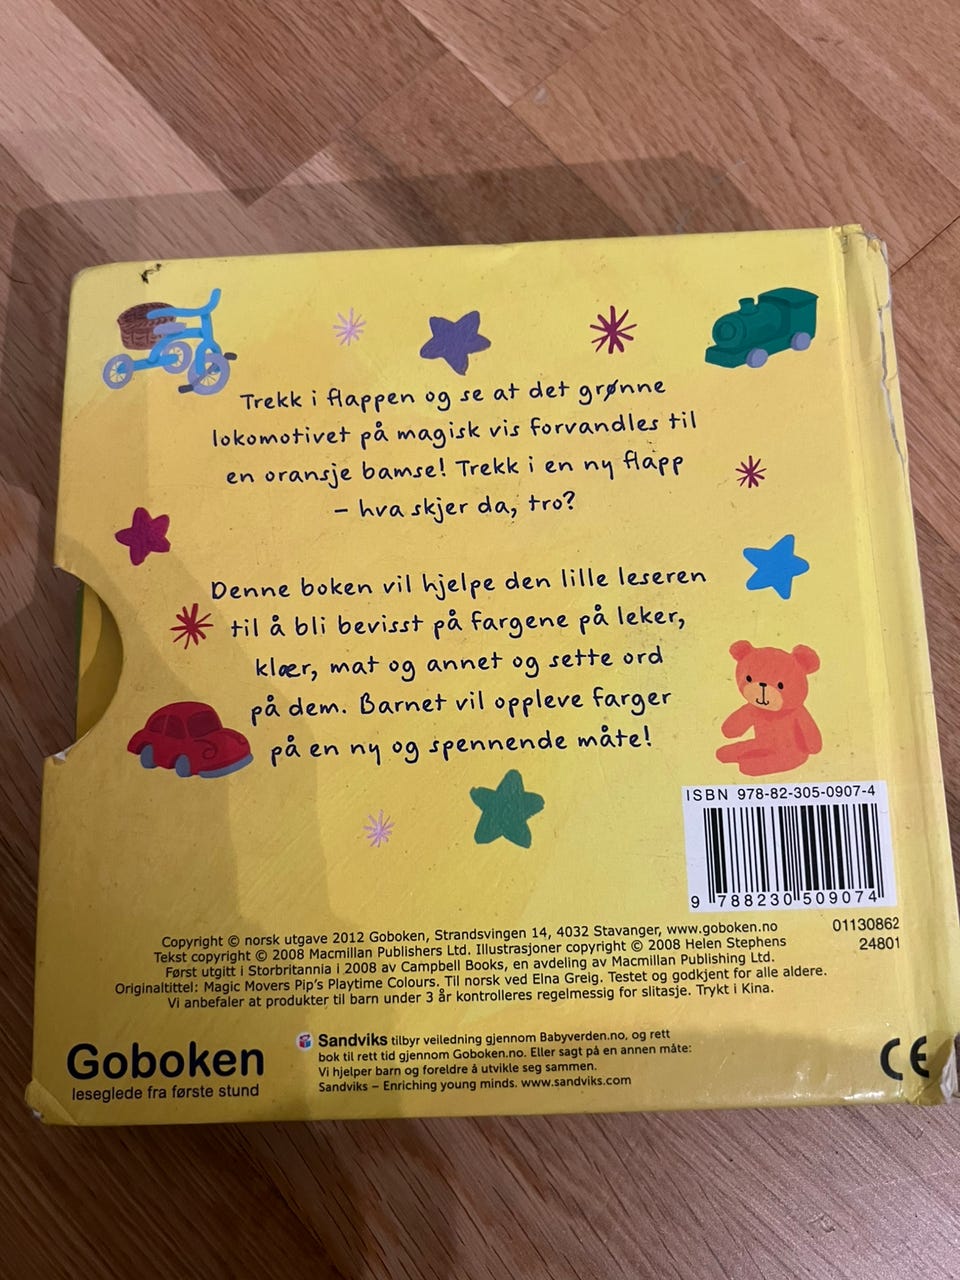 Trekk i flappen og se at det grønne
lokomotivet på magisk vis forvandles til
en oransje bamse! Trekk i en ny flapp
– hva skjer da, tro?
Denne boken vil hjelpe den lille leseren
til å bli bevisst på fargene på leker,
klær, mat og annet og sette ord
på dem. Barnet vil oppleve farger
på en ny og spennende måte!
ISBN 978-82-305-0907-4
9 788230 509074
Copyright © norsk utgave 2012 Goboken, Strandsvingen 14, 4032 Stavanger, www.goboken.no
Tekst copyright © 2008 Macmillan Publishers Ltd. Illustrasjoner copyright © 2008 Helen Stephens
Først utgitt i Storbritannia i 2008 av Campbell Books, en avdeling av Macmillan Publishing Ltd.
Originaltittel: Magic Movers Pip's Playtime Colours. Til norsk ved Elna Greig. Testet og godkjent for alle aldere.
Vi anbefaler at produkter til barn under 3 år kontrolleres regelmessig for slitasje. Trykt i Kina.
01130862
24801
Goboken
leseglede fra første stund
Sandviks tilbyr veiledning gjennom Babyverden.no, og rett
bok til rett tid gjennom Goboken.no. Eller sagt på en annen måte:
Vi hjelper barn og foreldre å utvikle seg sammen.
Sandviks – Enriching young minds. www.sandviks.com
CE